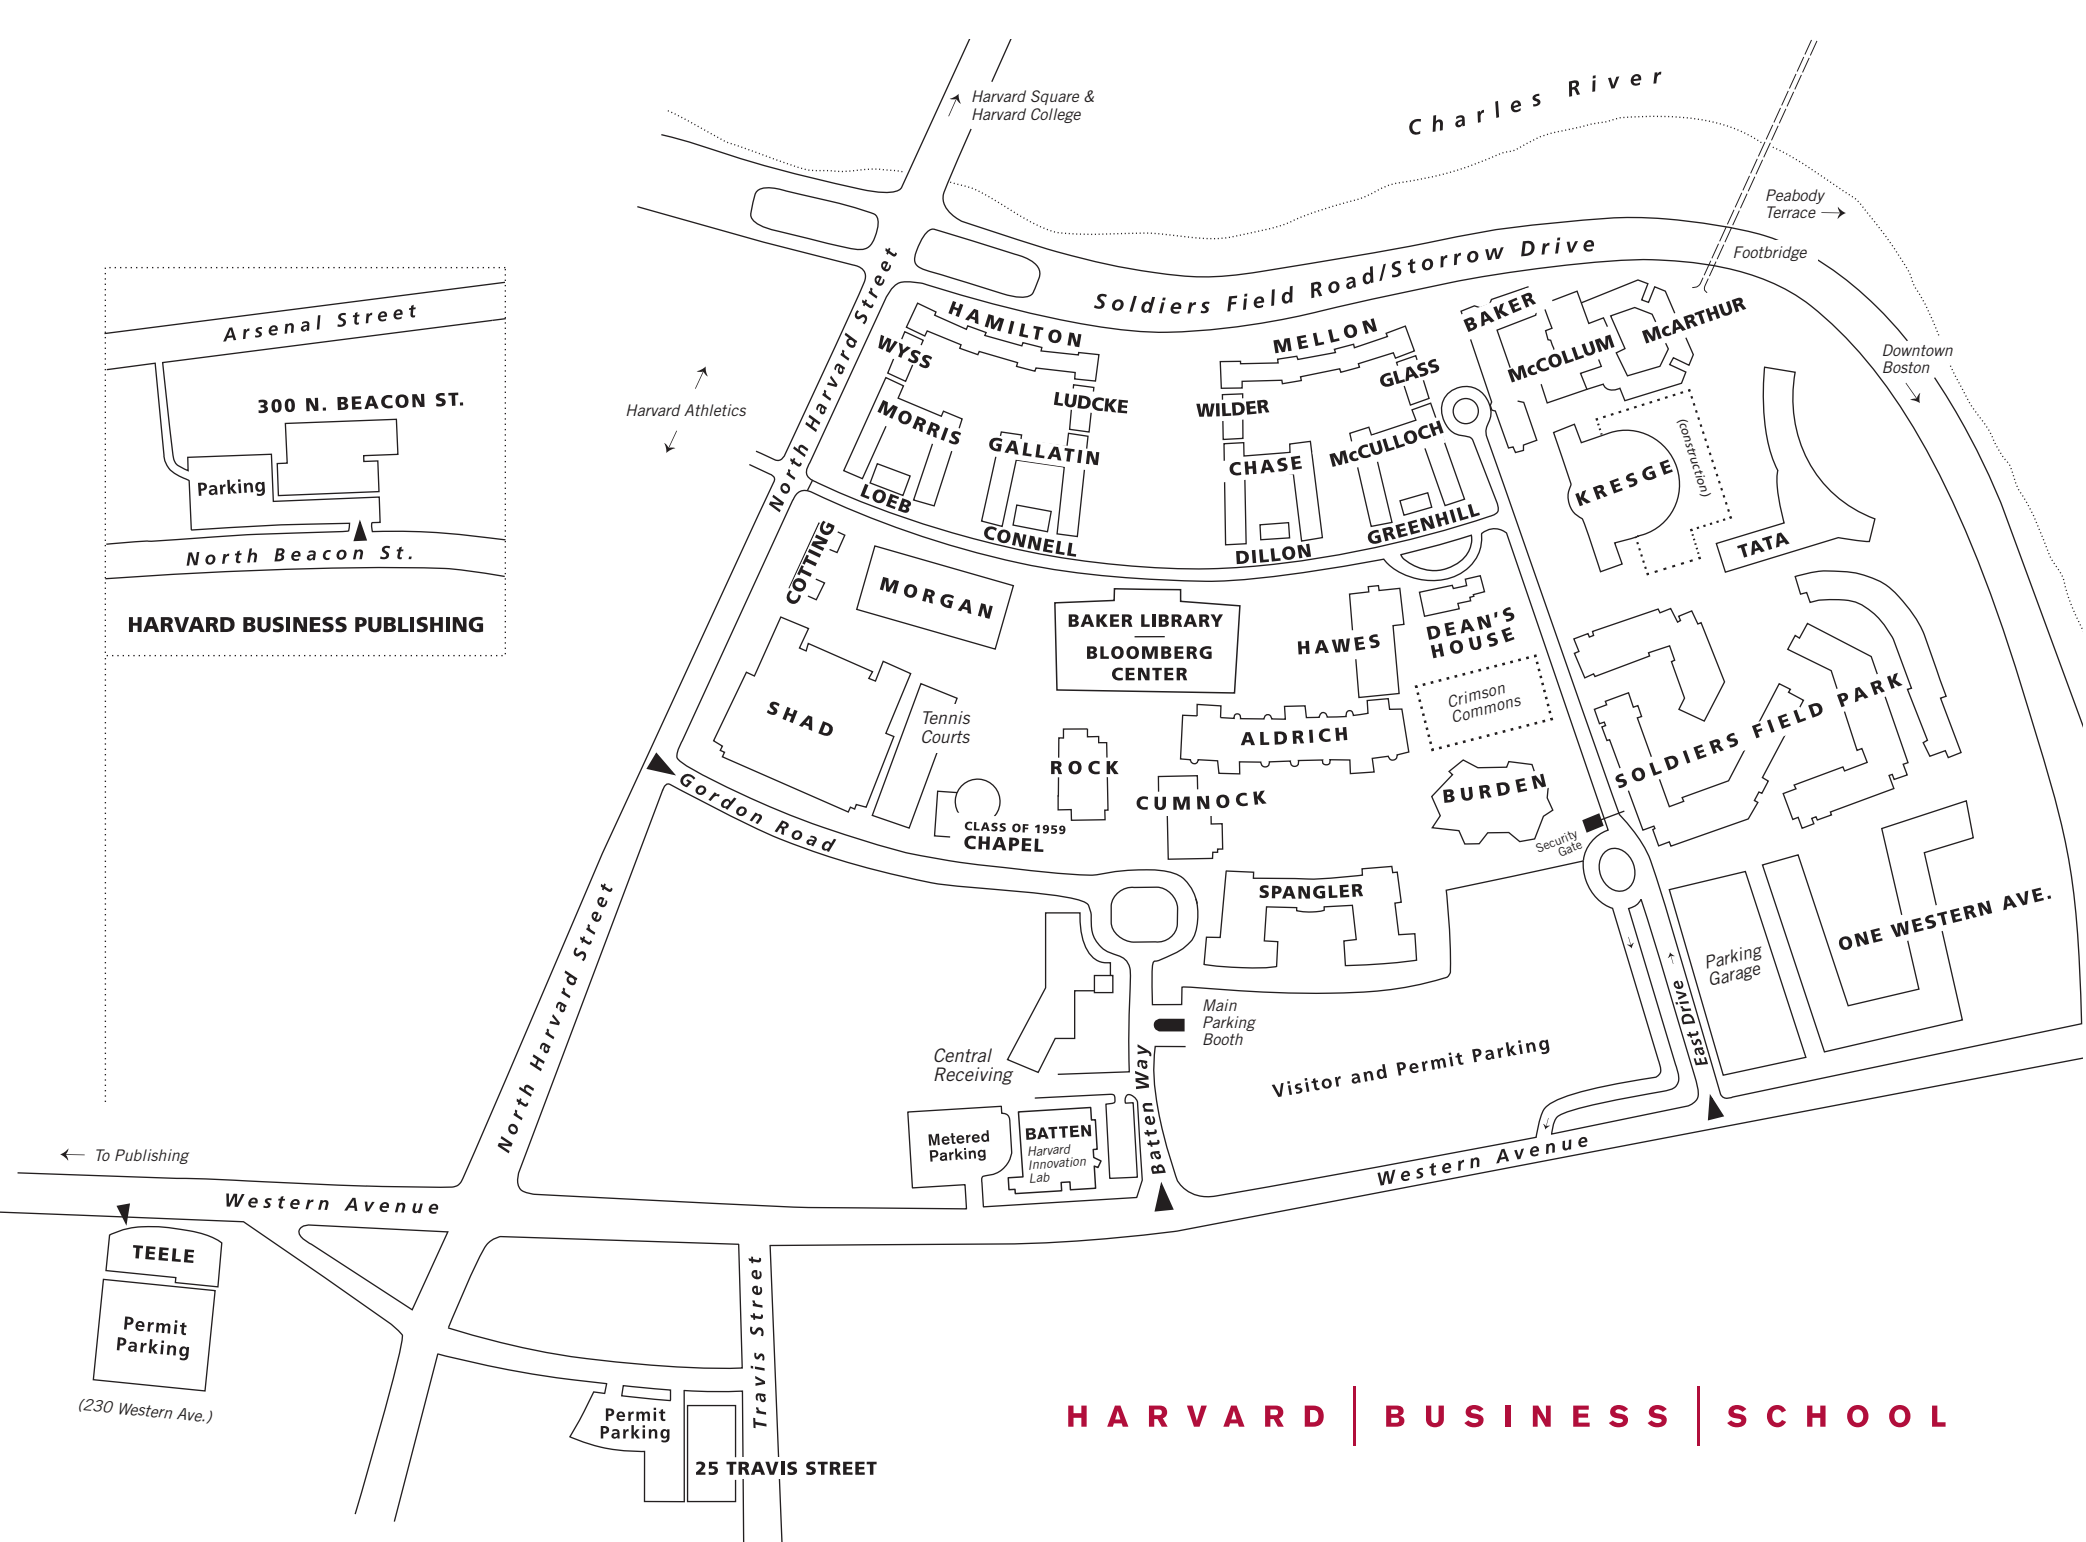 Charles River
Harvard Square &
Harvard College
Peabody
Terrace
Footbridge
Soldiers Field Road/Storrow Drive
Downtown
Boston
North Harvard Street
Harvard Athletics
Arsenal Street
300 N. BEACON ST.
Parking
North Beacon St.
HARVARD BUSINESS PUBLISHING
HAMILTON
WYSS
MORRIS
LUDCKE
GALLATIN
LOEB
CONNELL
MELLON
GLASS
WILDER
CHASE
McCULLOCH
DILLON
GREENHILL
BAKER
McCOLLUM
McARTHUR
KRESGE
(construction)
TATA
COTTING
MORGAN
BAKER LIBRARY
BLOOMBERG
CENTER
HAWES
DEAN'S
HOUSE
Crimson
Commons
SHAD
Tennis
Courts
ROCK
ALDRICH
CUMNOCK
BURDEN
SOLDIERS FIELD PARK
Security
Gate
CLASS OF 1959
CHAPEL
Gordon Road
SPANGLER
ONE WESTERN AVE.
Parking
Garage
East Drive
North Harvard Street
Main
Parking
Booth
Central
Receiving
Visitor and Permit Parking
Batten Way
Metered
Parking
BATTEN
Harvard
Innovation
Lab
Western Avenue
To Publishing
Western Avenue
TEELE
Permit
Parking
(230 Western Ave.)
Travis Street
Permit
Parking
25 TRAVIS STREET
HARVARD | BUSINESS | SCHOOL